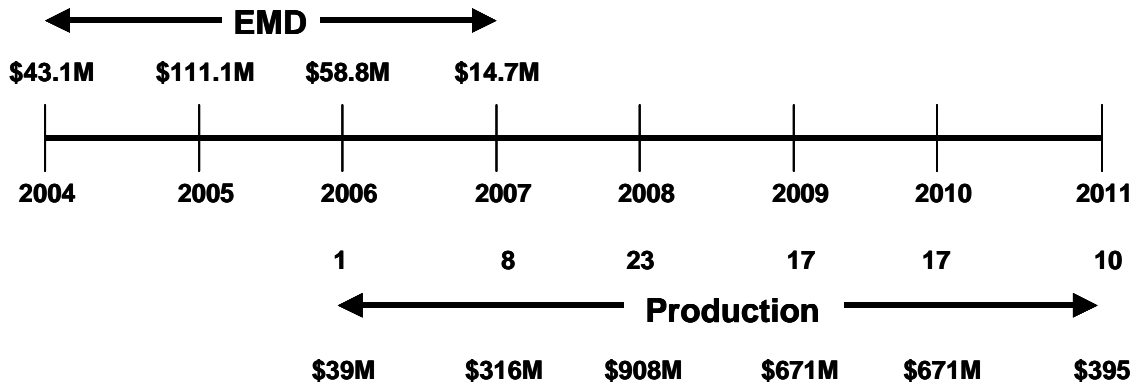 EMD
$43.1M $111.1M $58.8M $14.7M
2004 2005 2006 2007 2008 2009 2010 2011
1 8 23 17 17 10
Production
$39M $316M $908M $671M $671M $395